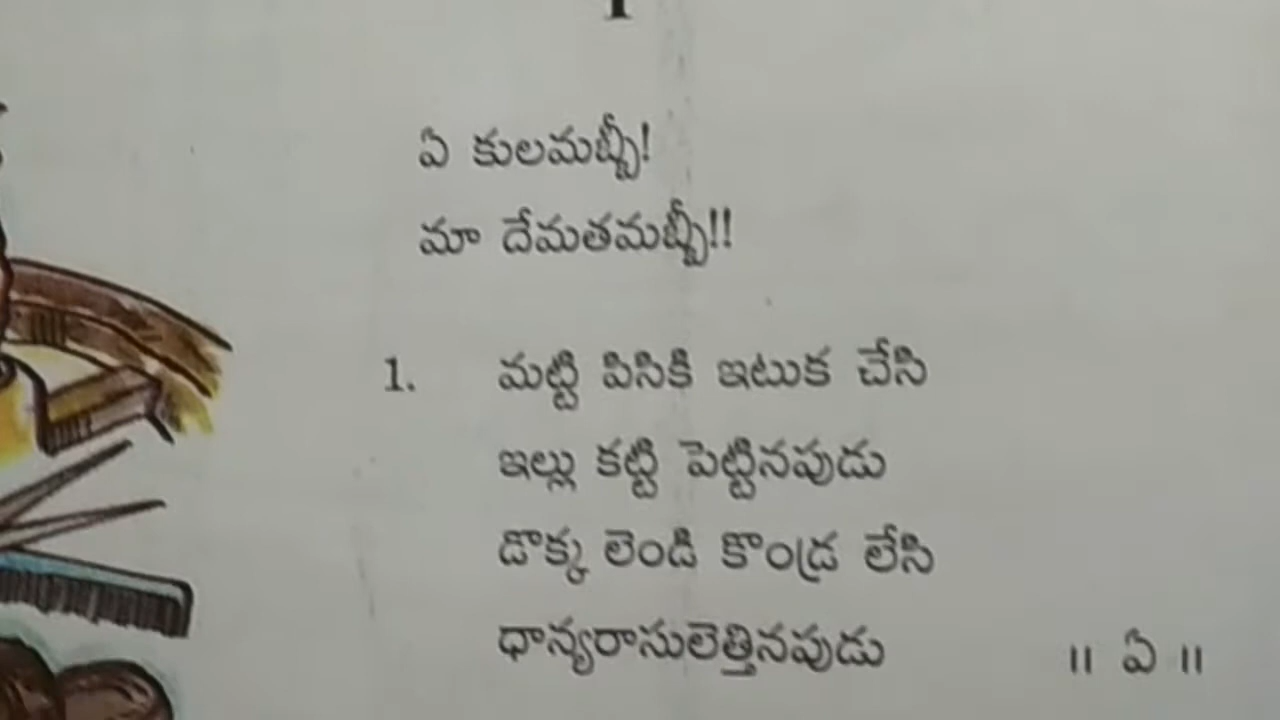 ఏ కులమబ్బీ!
మా దేమతమబ్బీ!!
1. మట్టి పిసికి ఇటుక చేసి
ఇల్లు కట్టి పెట్టినపుడు
డొక్క లెండి కొండ్ర లేసి
ధాన్యరాసులెత్తినపుడు ॥ ఏ ॥